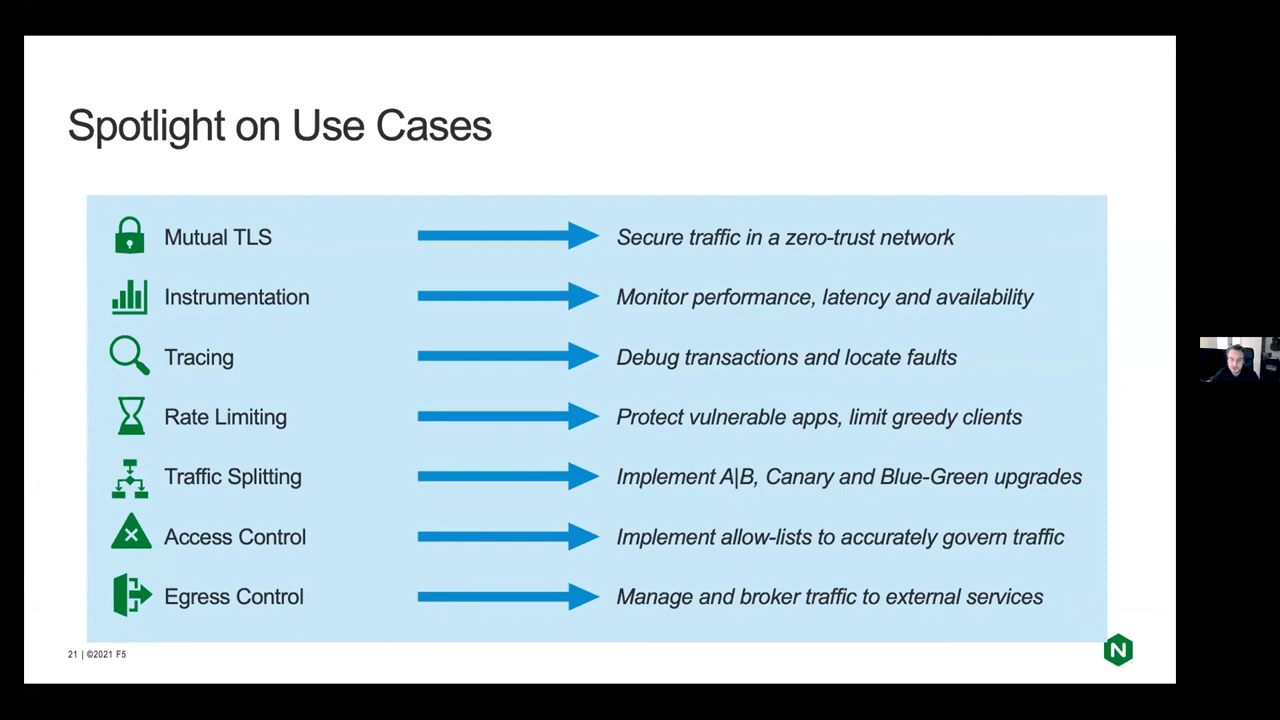 Spotlight on Use Cases
Mutual TLS
Secure traffic in a zero-trust network
Instrumentation
Monitor performance, latency and availability
Tracing
Debug transactions and locate faults
Rate Limiting
Protect vulnerable apps, limit greedy clients
Traffic Splitting
Implement A|B, Canary and Blue-Green upgrades
Access Control
Implement allow-lists to accurately govern traffic
Egress Control
Manage and broker traffic to external services
21 | ©2021 F5
N